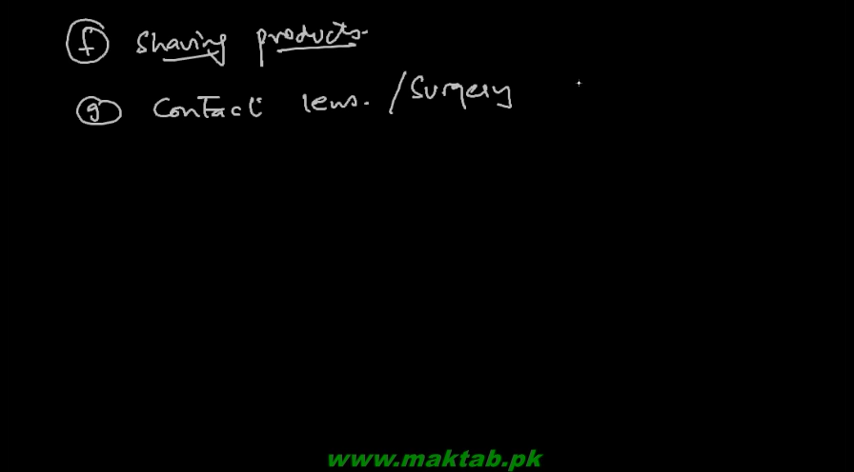 (f) Shaving products.
(g) Contact lens. / Surgery
www.maktab.pk